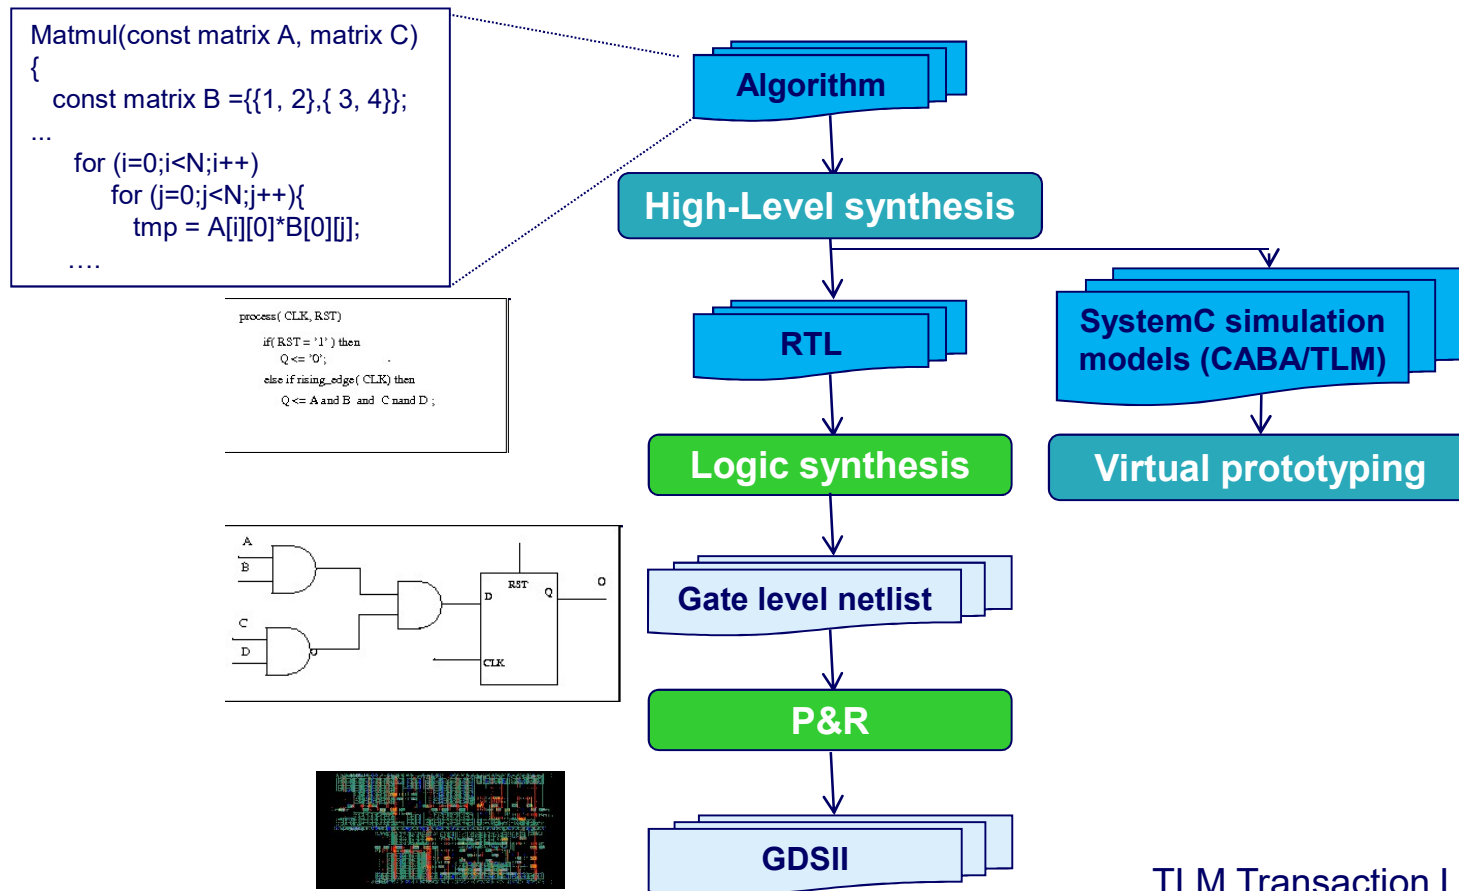 Matmul(const matrix A, matrix C)
{
const matrix B ={{1, 2},{ 3, 4}};
...
for (i=0;i<N;i++)
for (j=0;j<N;j++){
tmp = A[i][0]*B[0][j];
....
Algorithm
High-Level synthesis
process( CLK, RST)
if( RST = '1' ) then
Q <= '0';
else if rising_edge( CLK) then
Q <= A and B and C nand D ;
RTL
SystemC simulation
models (CABA/TLM)
Logic synthesis
Virtual prototyping
A
B
C
D
D
RST
Q
O
CLK
Gate level netlist
P&R
GDSII
TLM Transaction L